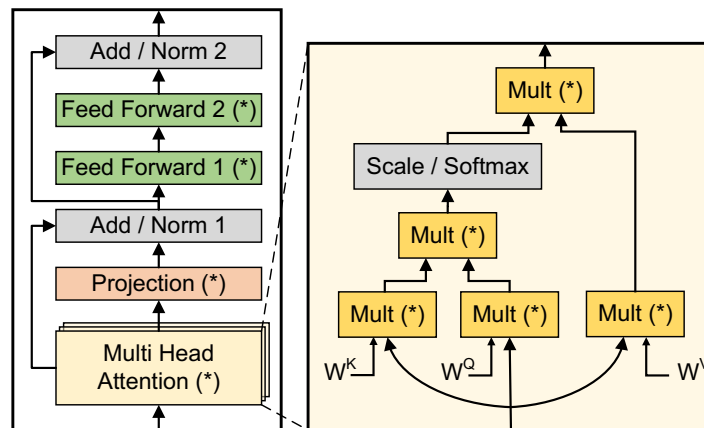 Add / Norm 2
Feed Forward 2 (*)
Feed Forward 1 (*)
Add / Norm 1
Projection (*)
Multi Head
Attention (*)
Mult (*)
Scale / Softmax
Mult (*)
Mult (*)
Mult (*)
Mult (*)
W^K
W^Q
W^V